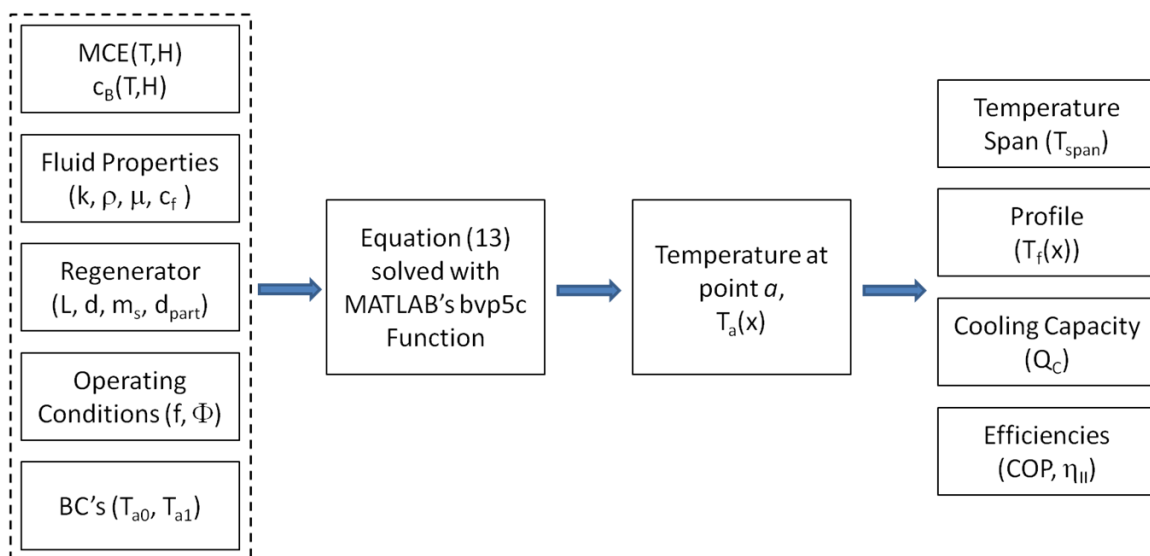 MCE(T,H)
c_B(T,H)
Fluid Properties
(k, ρ, μ, c_f )
Regenerator
(L, d, m_s, d_part)
Operating
Conditions (f, Φ)
BC's (T_a0, T_a1)
Equation (13)
solved with
MATLAB's bvp5c
Function
Temperature at
point a,
T_a(x)
Temperature
Span (T_span)
Profile
(T_f(x))
Cooling Capacity
(Q_C)
Efficiencies
(COP, η_II)